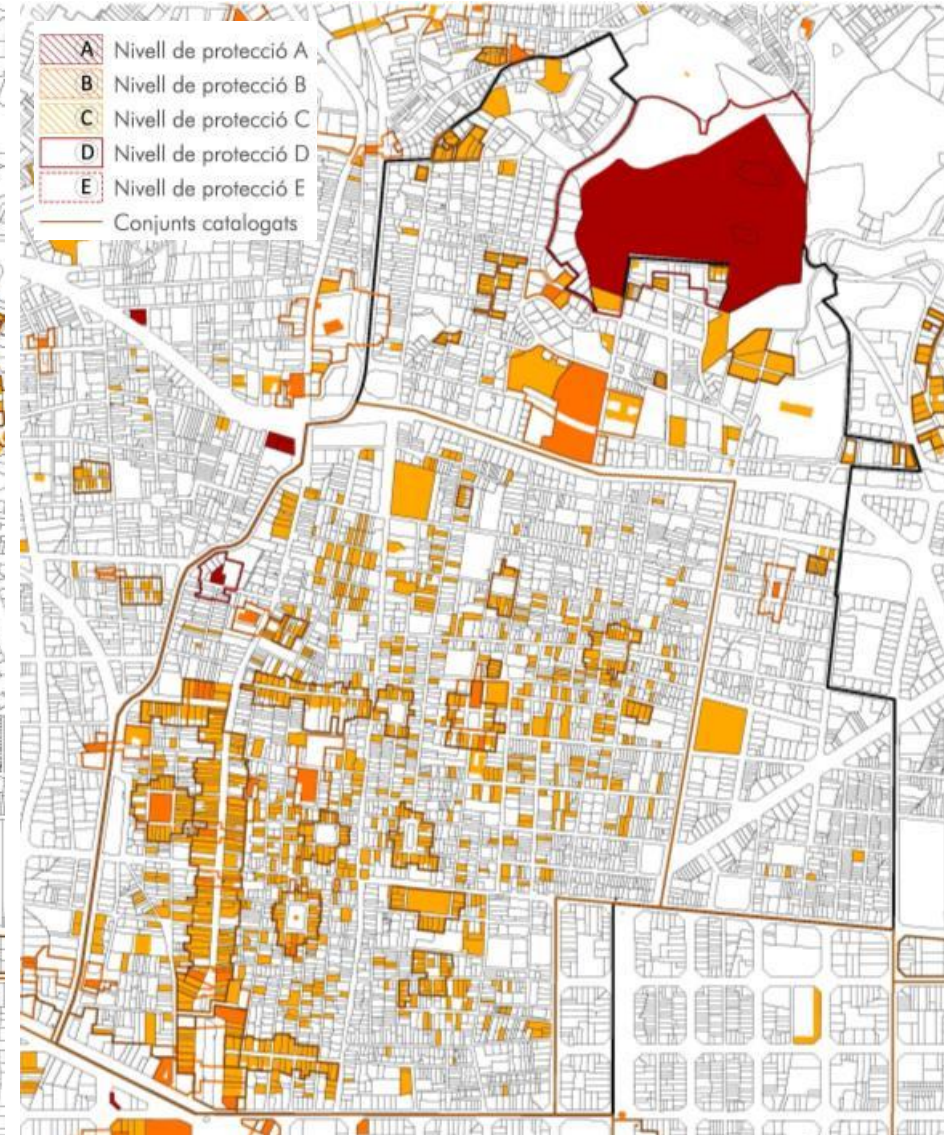 A Nivell de protecció A
B Nivell de protecció B
C Nivell de protecció C
D Nivell de protecció D
E Nivell de protecció E
Conjunts catalogats